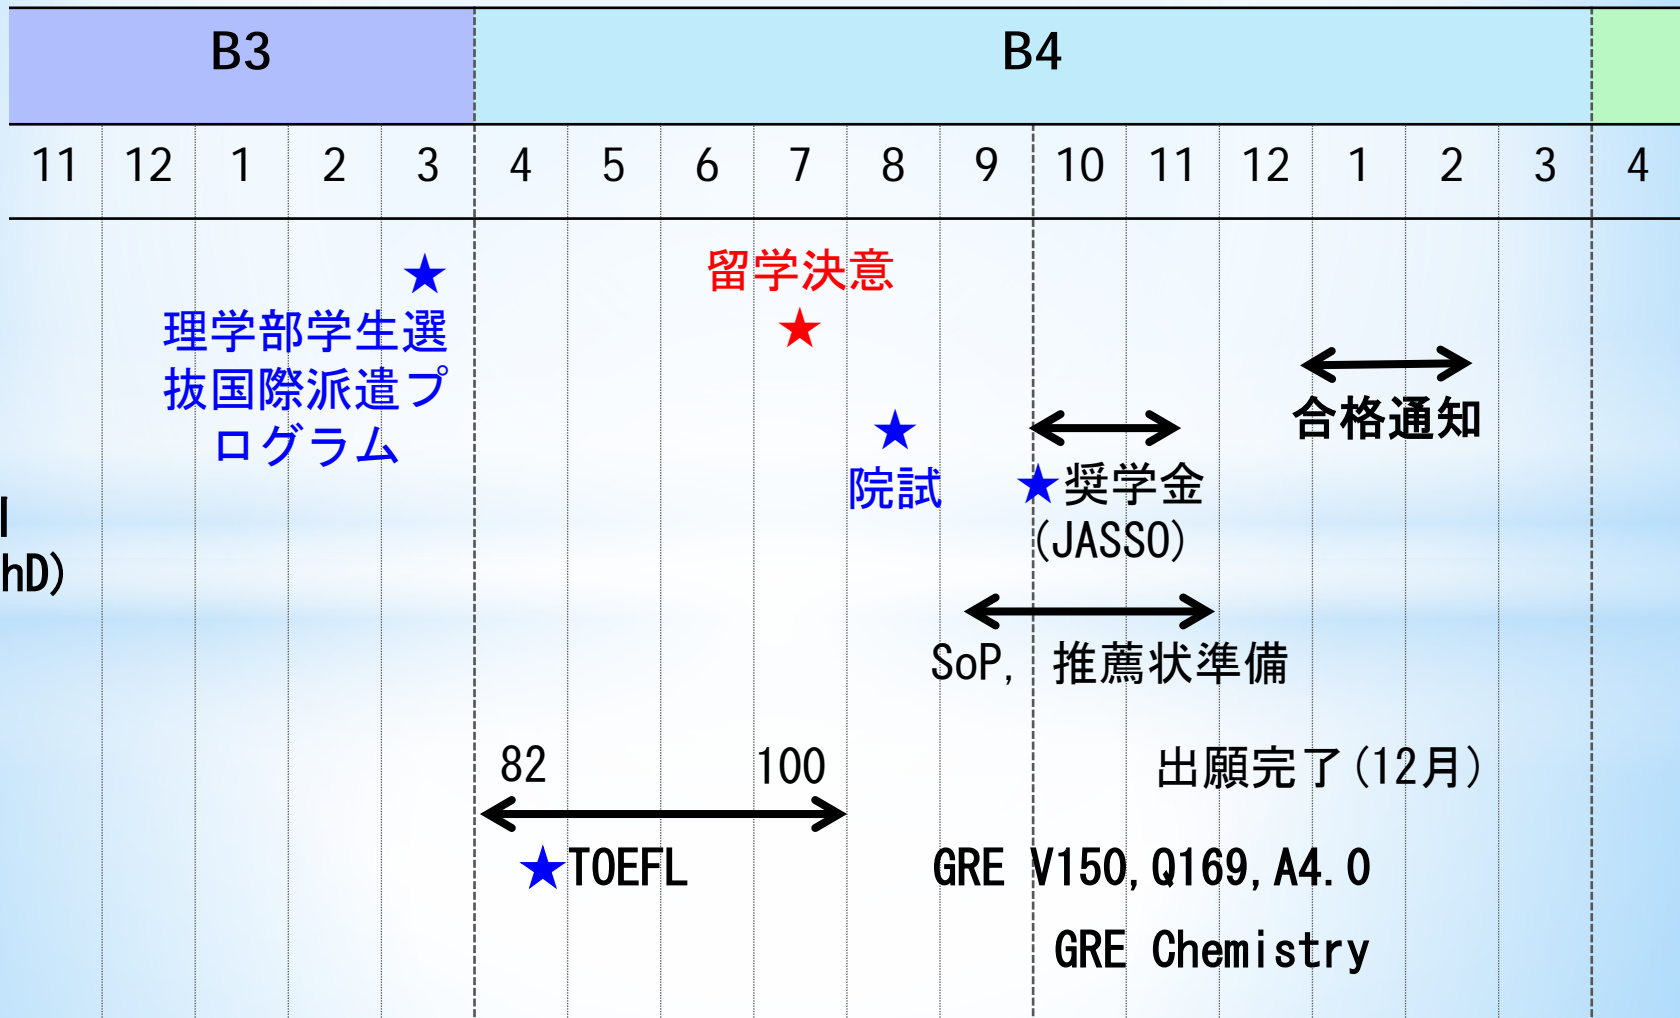 B3 B4
11 12 1 2 3 4 5 6 7 8 9 10 11 12 1 2 3 4
★
留学決意
★
理学部学生選
抜国際派遣プ
ログラム
合格通知
★
院試
★奨学金
(JASSO)
l
hD)
SoP, 推薦状準備
82 100
出願完了(12月)
★TOEFL
GRE V150,Q169,A4.0
GRE Chemistry